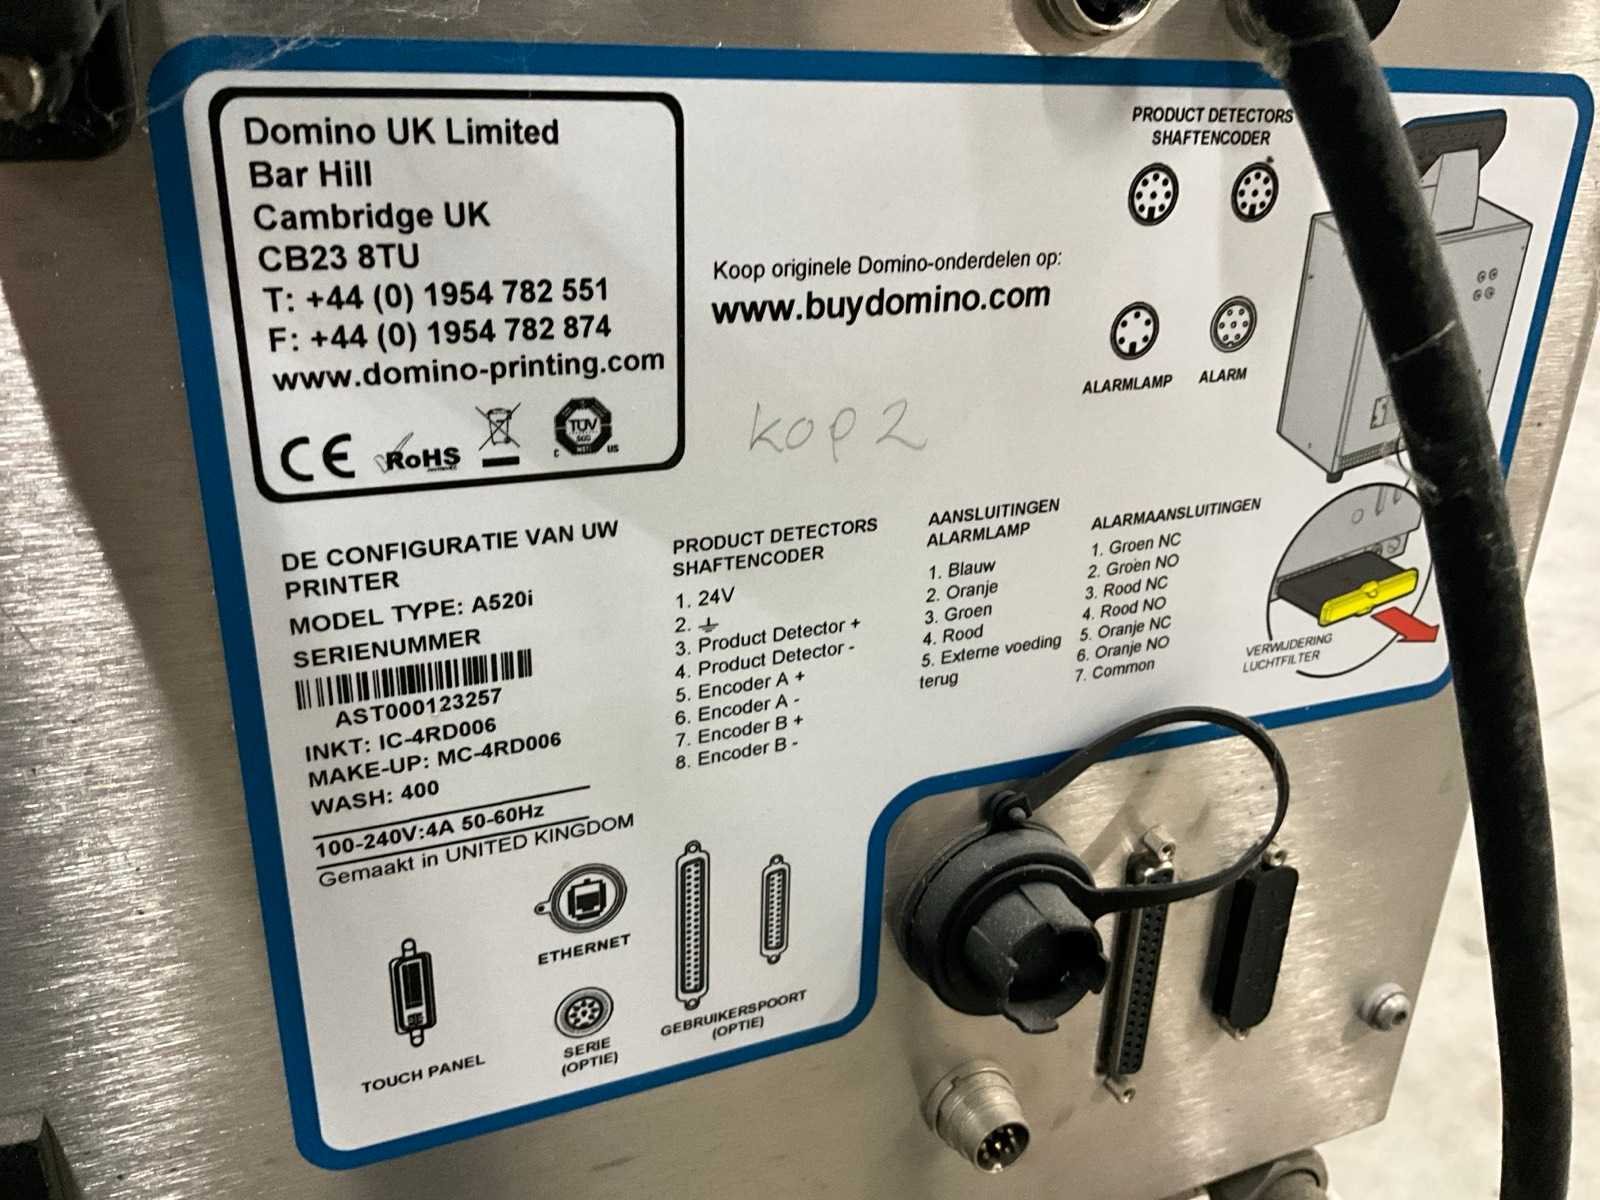 Domino UK Limited
Bar Hill
Cambridge UK
CB23 8TU
T: +44 (0) 1954 782 551
F: +44 (0) 1954 782 874
www.domino-printing.com
CE
RoHS
TÜV
C US
Koop originele Domino-onderdelen op:
www.buydomino.com
kop 2
PRODUCT DETECTORS
SHAFTENCODER
ALARMLAMP
ALARM
DE CONFIGURATIE VAN UW
PRINTER
MODEL TYPE: A520i
SERIENUMMER
AST000123257
INKT: IC-4RD006
MAKE-UP: MC-4RD006
WASH: 400
100-240V:4A 50-60Hz
Gemaakt in UNITED KINGDOM
PRODUCT DETECTORS
SHAFTENCODER
1. 24V
2. ⏚
3. Product Detector +
4. Product Detector -
5. Encoder A +
6. Encoder A -
7. Encoder B +
8. Encoder B -
AANSLUITINGEN
ALARMLAMP
1. Blauw
2. Oranje
3. Groen
4. Rood
5. Externe voeding
terug
ALARMAANSLUITINGEN
1. Groen NC
2. Groen NO
3. Rood NC
4. Rood NO
5. Oranje NC
6. Oranje NO
7. Common
VERWIJDERING
LUCHTFILTER
TOUCH PANEL
ETHERNET
SERIE
(OPTIE)
GEBRUIKERSPOORT
(OPTIE)